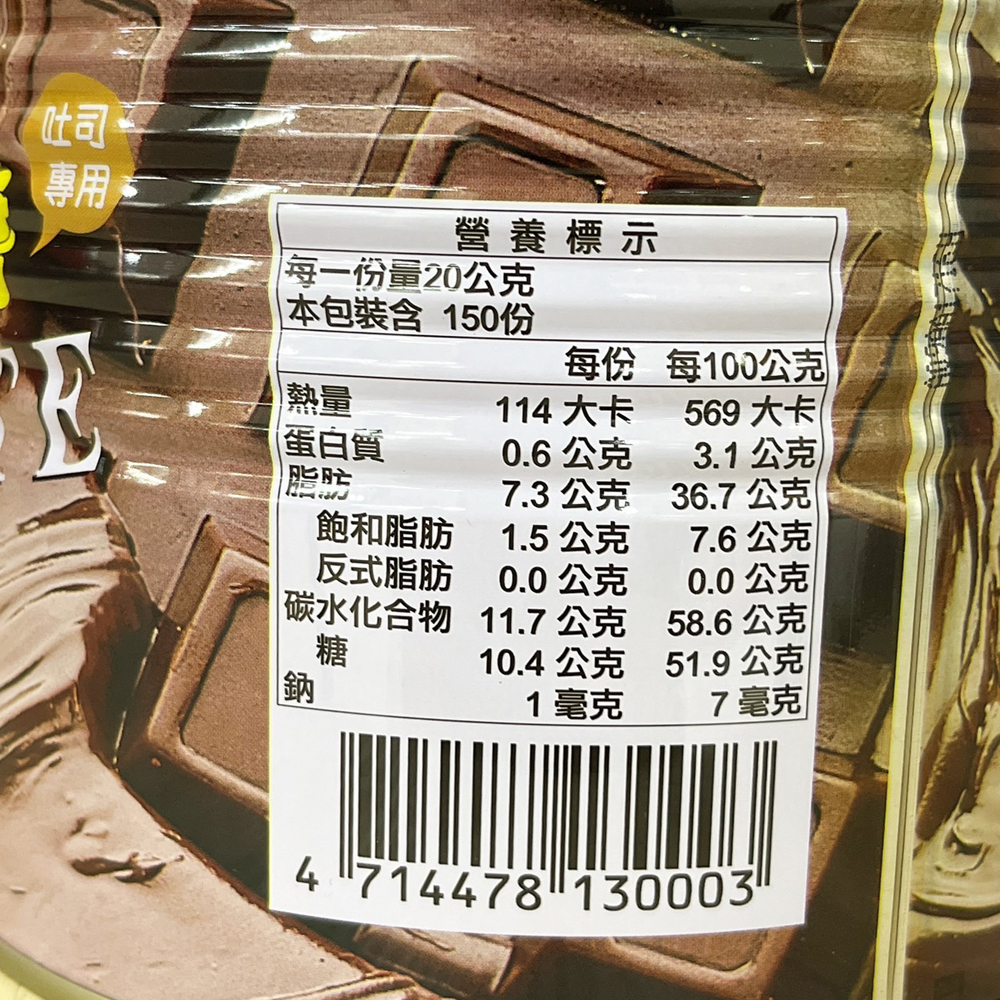 吐司
專用
TE
營養標示
每一份量20公克
本包裝含 150份
每份 每100公克
熱量 114 大卡 569 大卡
蛋白質 0.6 公克 3.1 公克
脂肪 7.3 公克 36.7 公克
飽和脂肪 1.5 公克 7.6 公克
反式脂肪 0.0 公克 0.0 公克
碳水化合物 11.7 公克 58.6 公克
糖 10.4 公克 51.9 公克
鈉 1 毫克 7 毫克
4 714478 130003